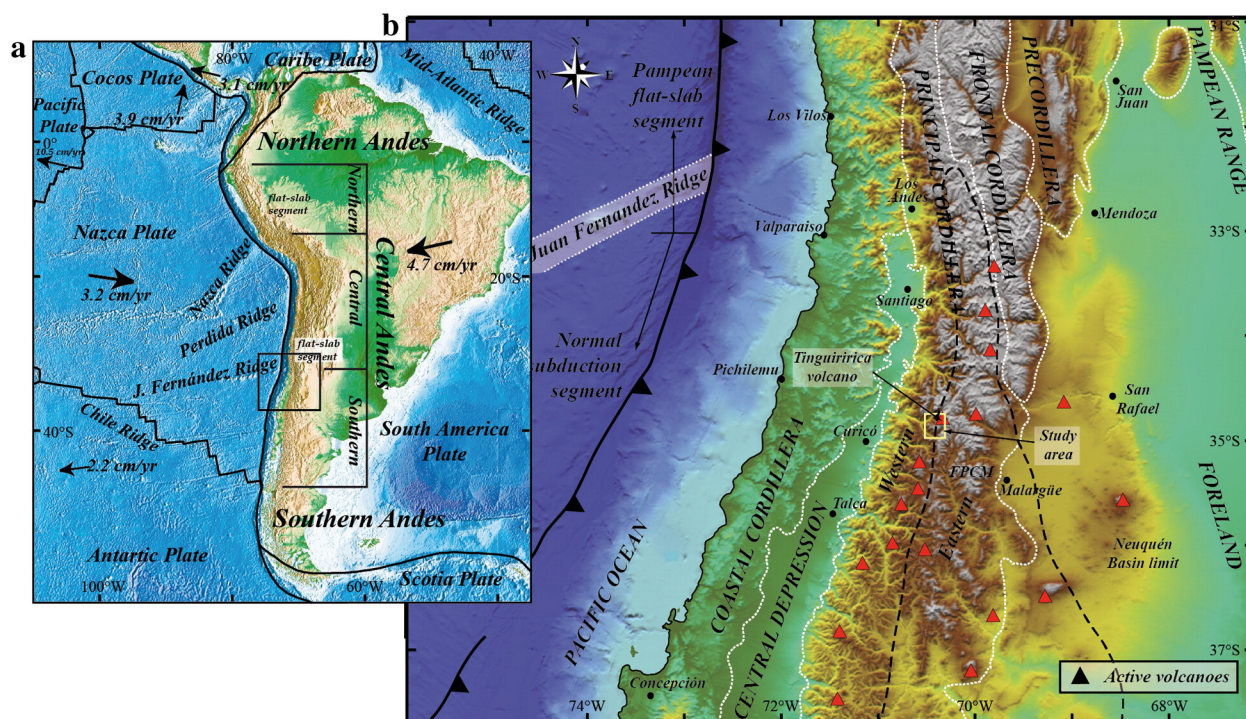 a
80°W
40°W
Cocos Plate
Caribe Plate
Mid-Atlantic Ridge
3.1 cm/yr
Pacific
Plate
3.9 cm/yr
10.5 cm/yr
0°
Northern Andes
flat-slab
segment
Northern
Nazca Plate
Central Andes
4.7 cm/yr
3.2 cm/yr
Nazca Ridge
20°S
Central
Perdida Ridge
flat-slab
segment
J. Fernández Ridge
Chile Ridge
Southern
40°S
South America
Plate
2.2 cm/yr
Southern Andes
Antartic Plate
100°W
60°W
Scotia Plate
b
N
W
E
S
Pampean
flat-slab
segment
Juan Fernandez Ridge
Normal
subduction
segment
PACIFIC OCEAN
COASTAL CORDILLERA
CENTRAL DEPRESSION
PRINCIPAL CORDILLERA
FRONTAL CORDILLERA
PRECORDILLERA
PAMPEAN RANGE
31°S
San
Juan
Los Vilos
Los
Andes
Mendoza
Valparaiso
33°S
Santiago
Tinguiririca
volcano
Pichilemu
San
Rafael
Curicó
Study
area
35°S
Western
FPCM
Malargüe
Talca
Eastern
FORELAND
Neuquén
Basin limit
37°S
Concepción
Active volcanoes
74°W
72°W
70°W
68°W